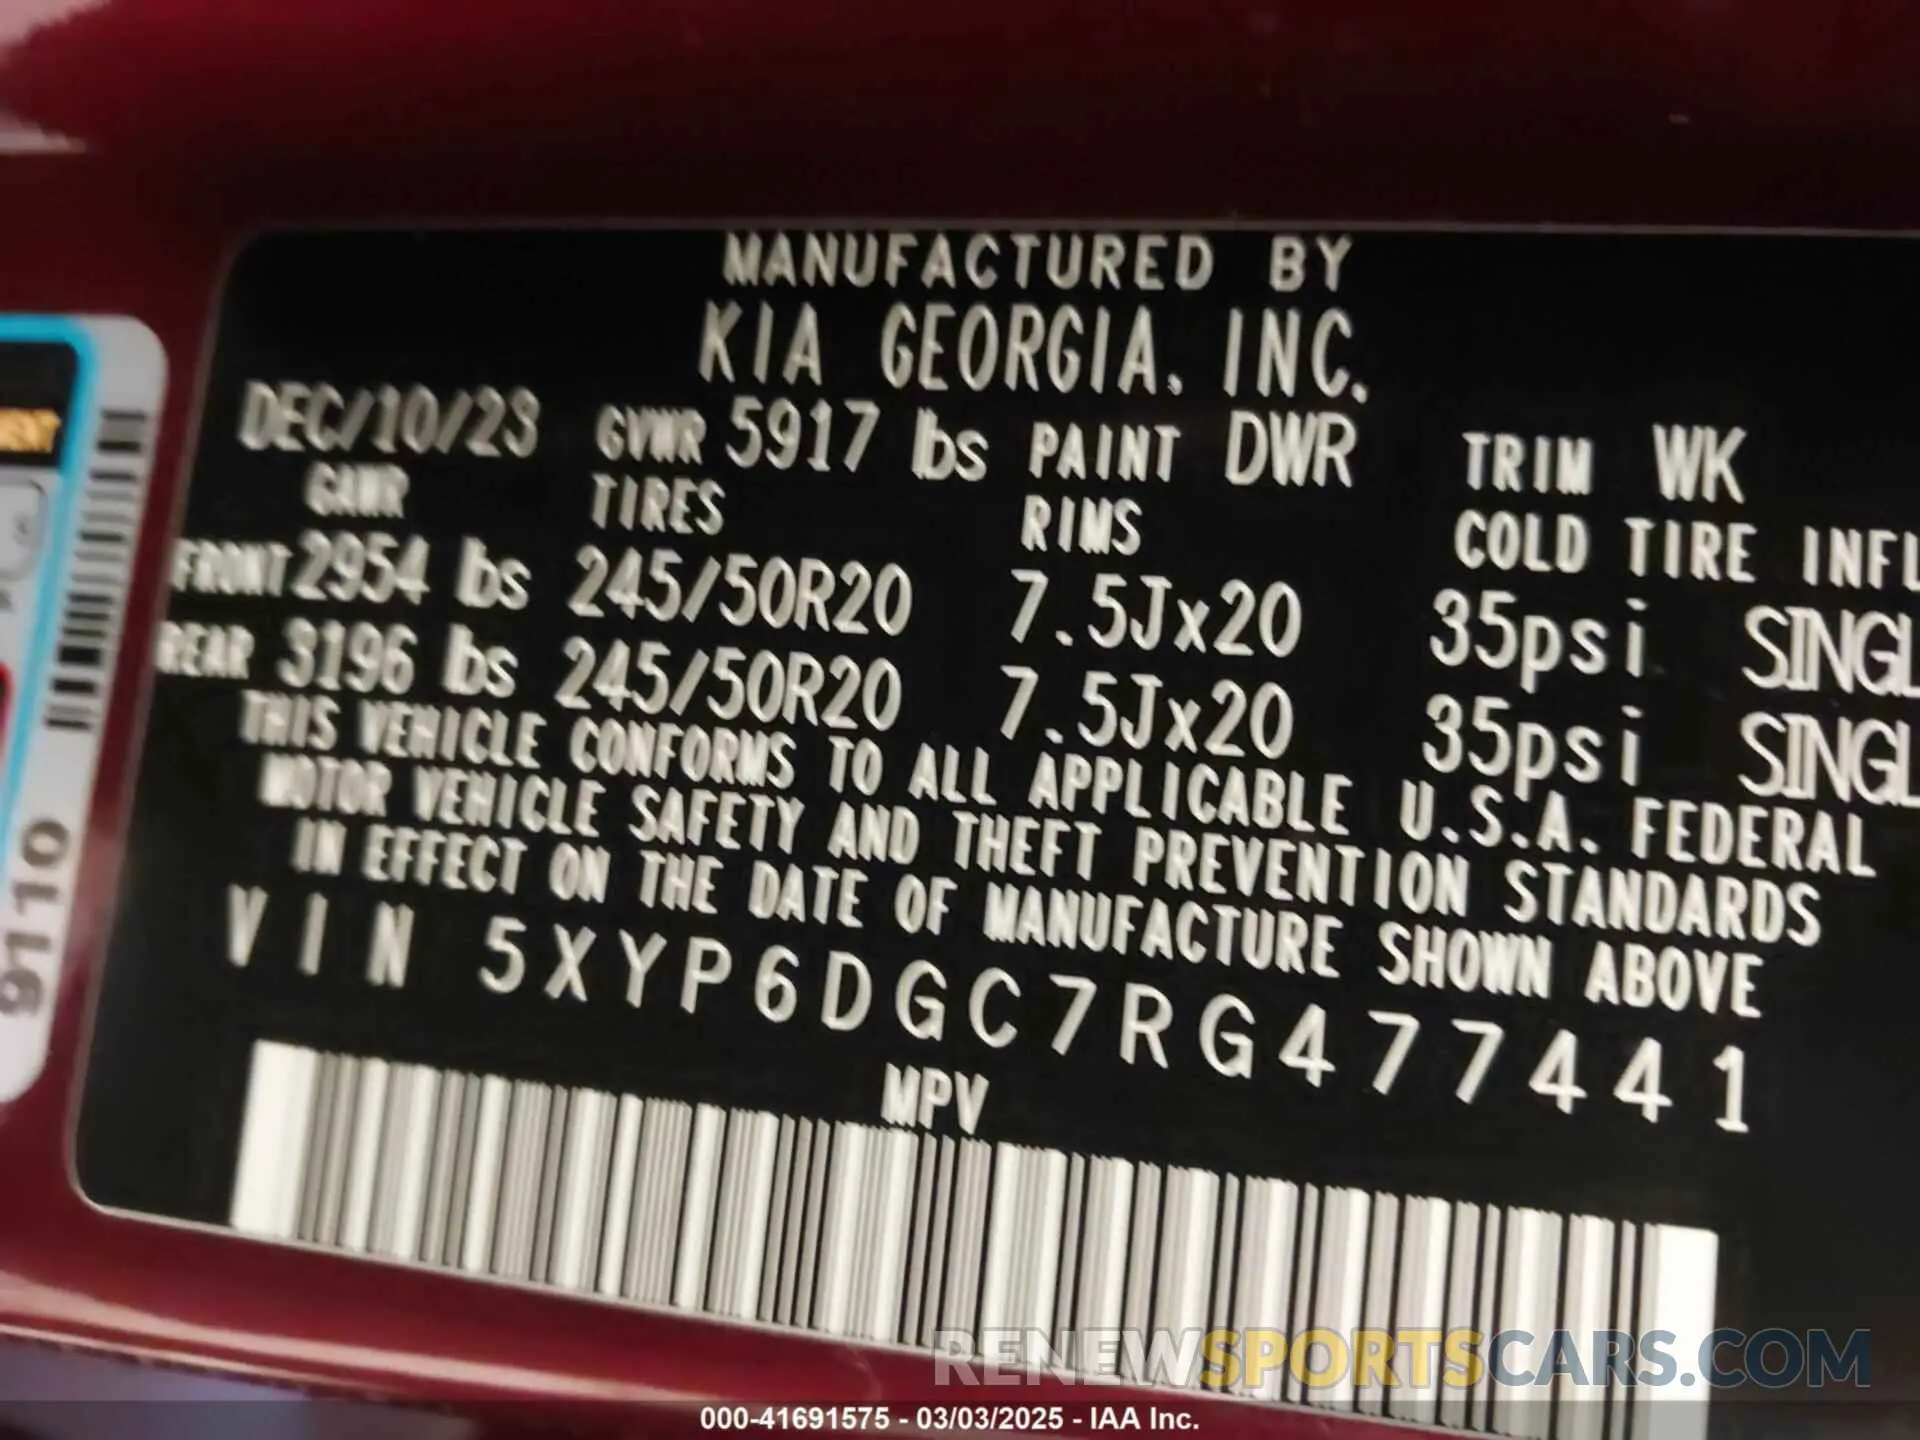 MANUFACTURED BY
KIA GEORGIA, INC.
DEC/10/23 GVWR 5917 lbs PAINT DWR TRIM WK
GAWR TIRES RIMS COLD TIRE INFL
FRONT 2954 lbs 245/50R20 7.5Jx20 35psi SINGL
REAR 3196 lbs 245/50R20 7.5Jx20 35psi SINGL
THIS VEHICLE CONFORMS TO ALL APPLICABLE U.S.A. FEDERAL
MOTOR VEHICLE SAFETY AND THEFT PREVENTION STANDARDS
IN EFFECT ON THE DATE OF MANUFACTURE SHOWN ABOVE
VIN 5XYP6DGC7RG477441
MPV
9110
RENEWSPORTSCARS.COM
000-41691575 - 03/03/2025 - IAA Inc.